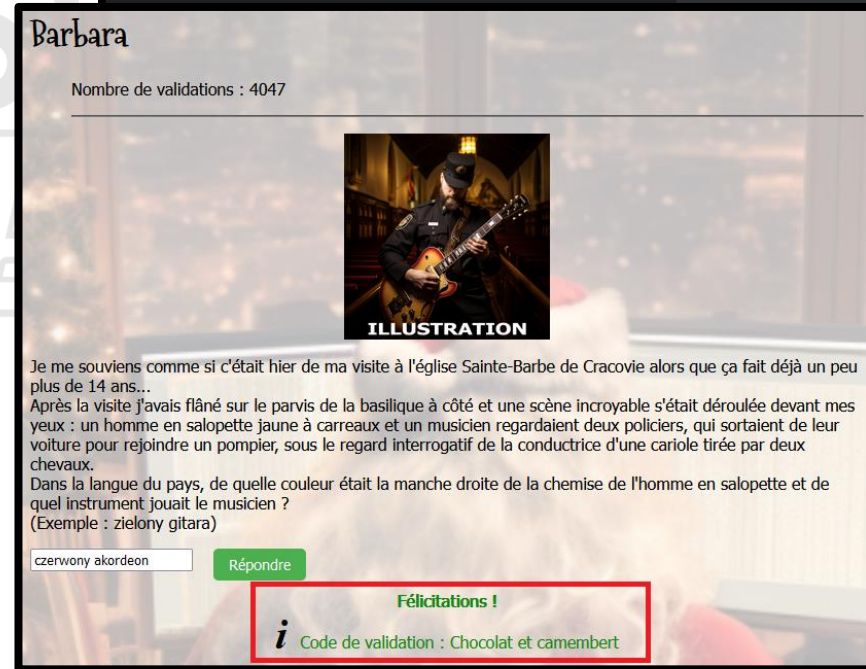 Barbara
Nombre de validations : 4047
ILLUSTRATION
Je me souviens comme si c'était hier de ma visite à l'église Sainte-Barbe de Cracovie alors que ça fait déjà un peu
plus de 14 ans...
Après la visite j'avais flâné sur le parvis de la basilique à côté et une scène incroyable s'était déroulée devant mes
yeux : un homme en salopette jaune à carreaux et un musicien regardaient deux policiers, qui sortaient de leur
voiture pour rejoindre un pompier, sous le regard interrogatif de la conductrice d'une cariole tirée par deux
chevaux.
Dans la langue du pays, de quelle couleur était la manche droite de la chemise de l'homme en salopette et de
quel instrument jouait le musicien ?
(Exemple : zielony gitara)
czerwony akordeon
Répondre
Félicitations !
i Code de validation : Chocolat et camembert